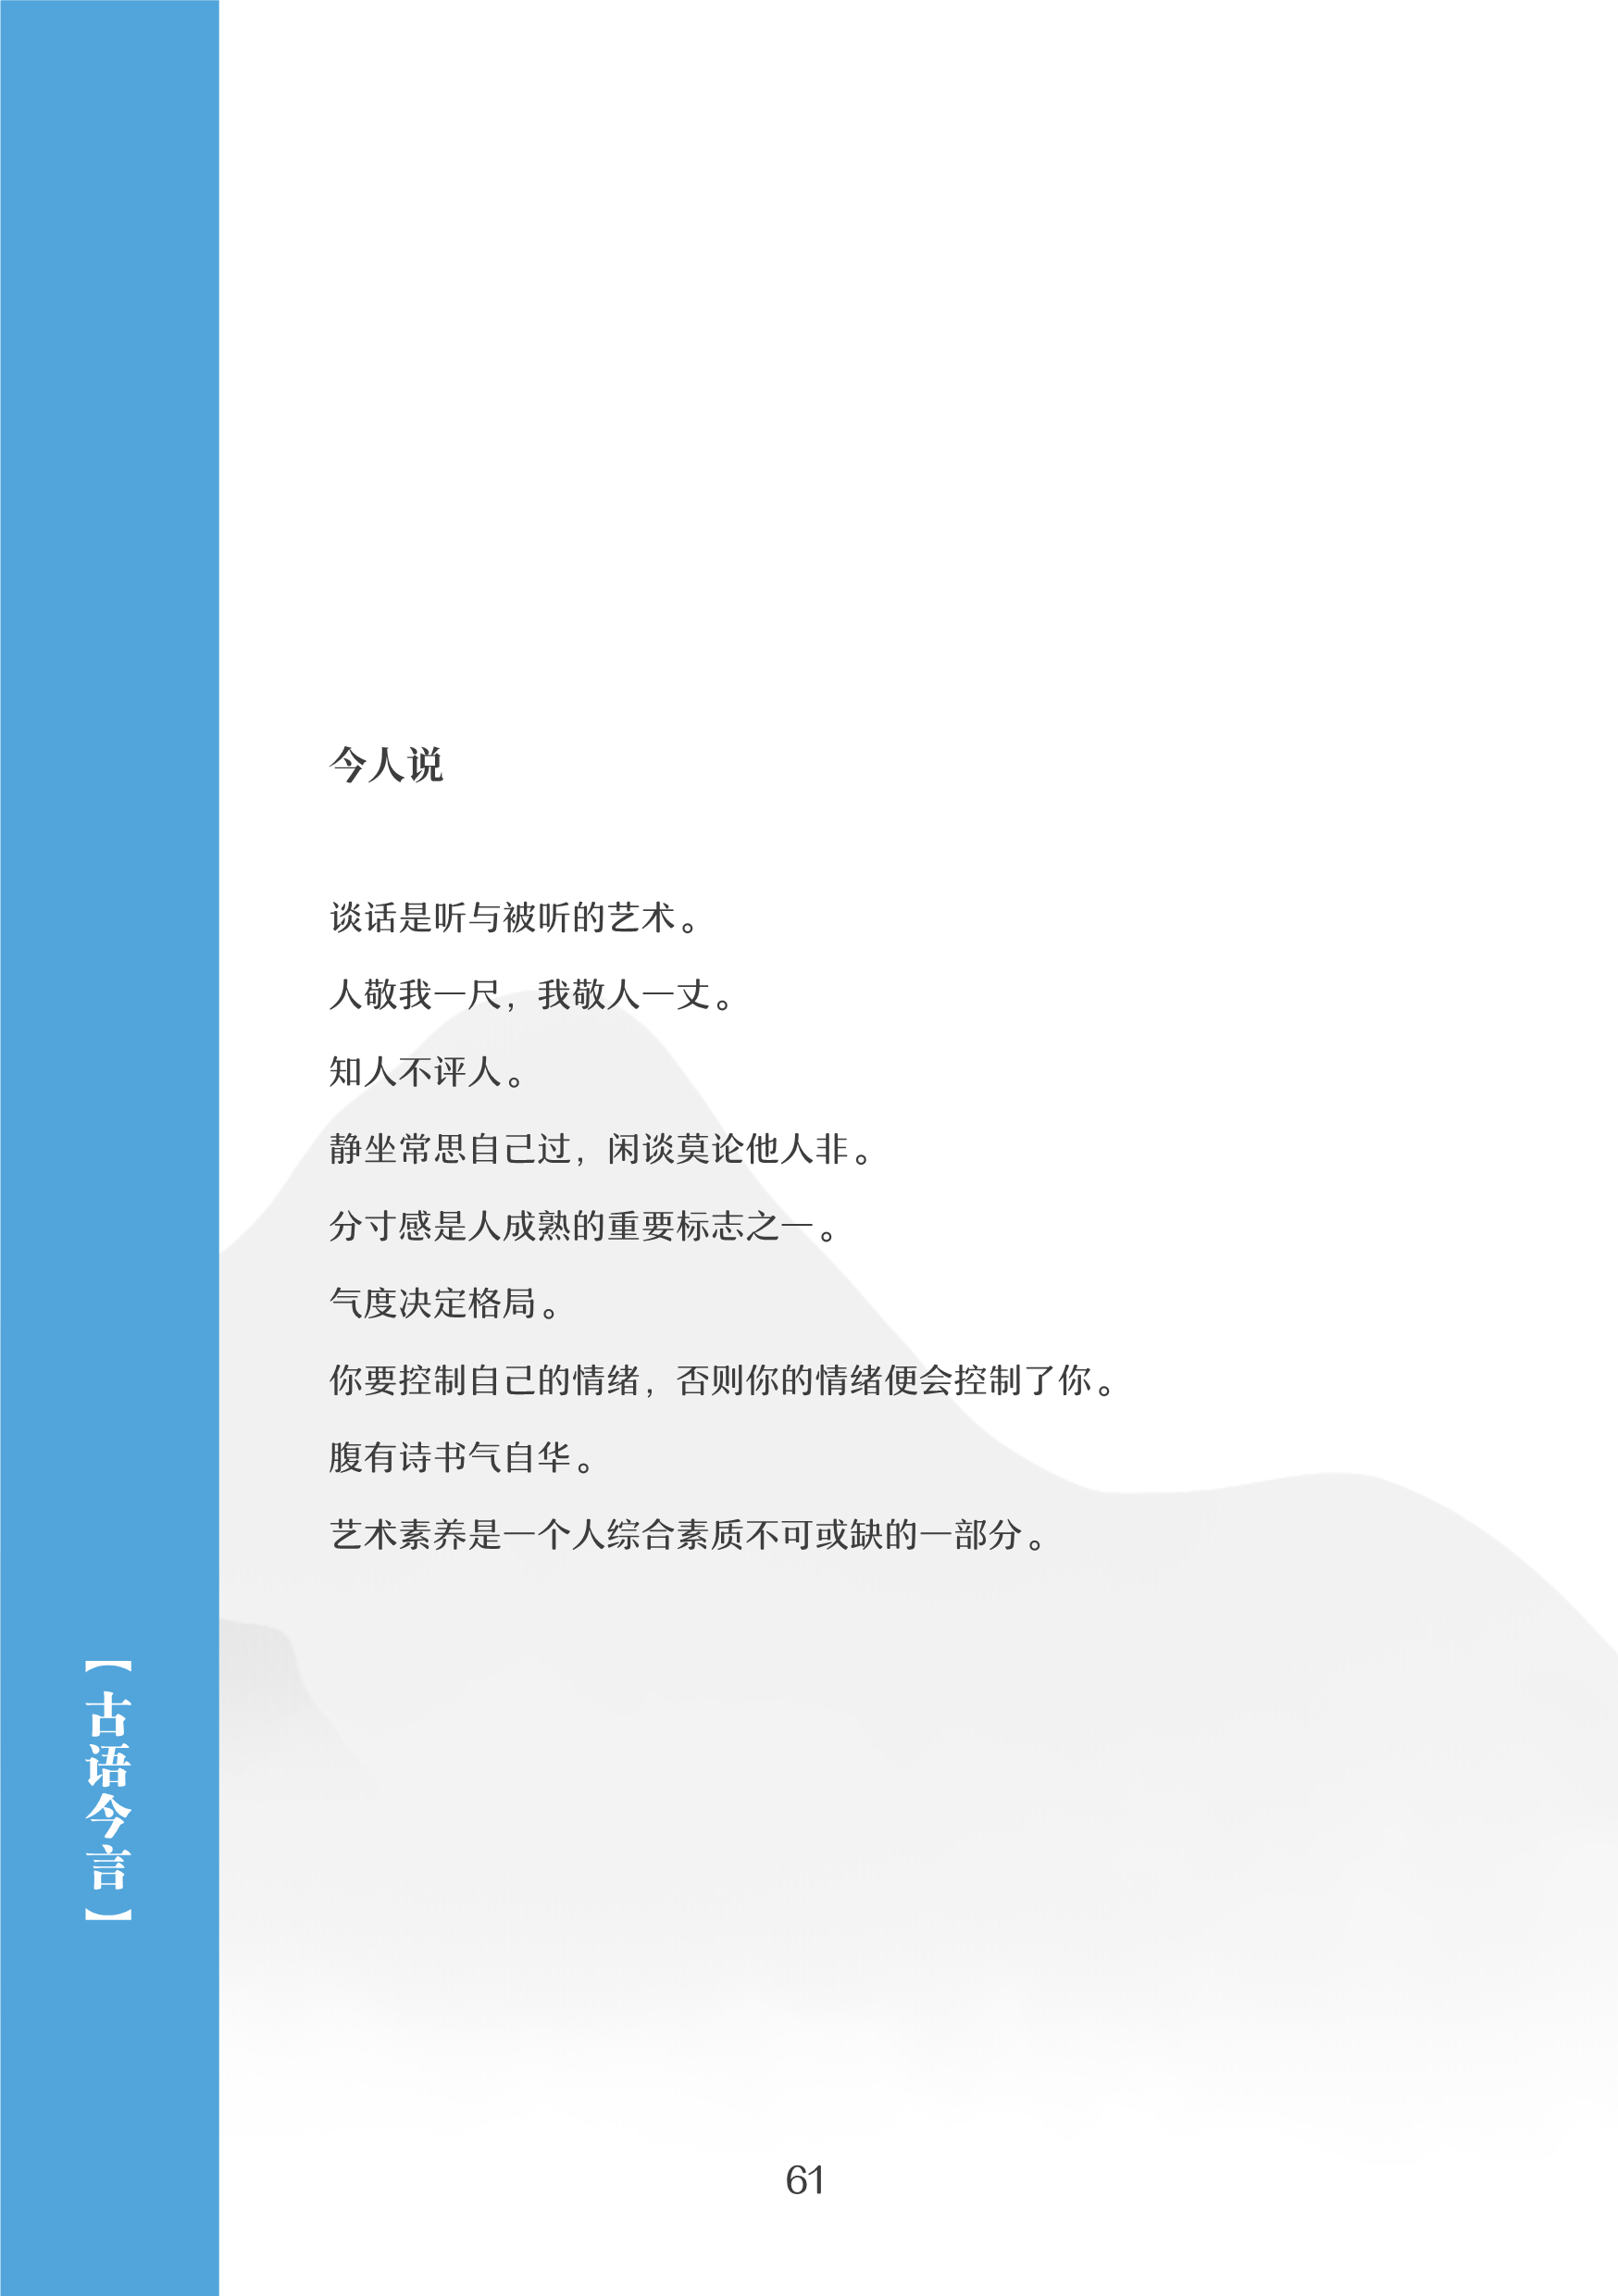 今人说
谈话是听与被听的艺术。
人敬我一尺，我敬人一丈。
知人不评人。
静坐常思自己过，闲谈莫论他人非。
分寸感是人成熟的重要标志之一。
气度决定格局。
你要控制自己的情绪，否则你的情绪便会控制了你。
腹有诗书气自华。
艺术素养是一个人综合素质不可或缺的一部分。
【古语今言】
61